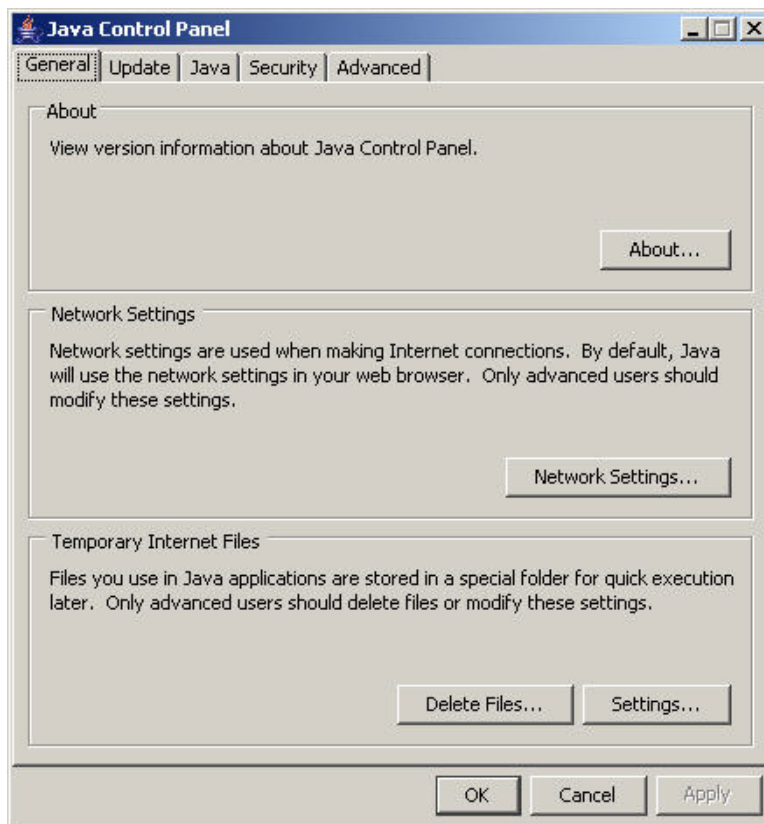 Java Control Panel
General Update Java Security Advanced
About
View version information about Java Control Panel.
About...
Network Settings
Network settings are used when making Internet connections.  By default, Java
will use the network settings in your web browser.  Only advanced users should
modify these settings.
Network Settings...
Temporary Internet Files
Files you use in Java applications are stored in a special folder for quick execution
later.  Only advanced users should delete files or modify these settings.
Delete Files... Settings...
OK Cancel Apply